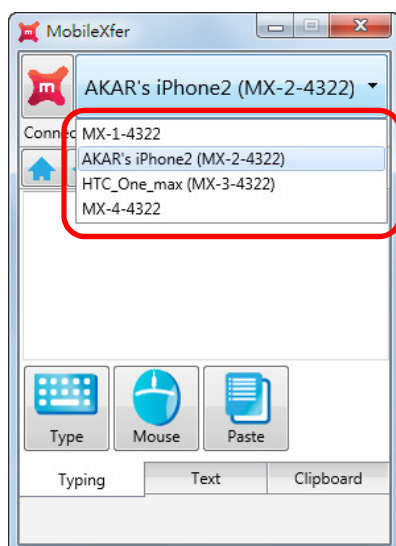 MobileXfer
m
AKAR's iPhone2 (MX-2-4322)
Connec
MX-1-4322
AKAR's iPhone2 (MX-2-4322)
HTC_One_max (MX-3-4322)
MX-4-4322
Type Mouse Paste
Typing Text Clipboard